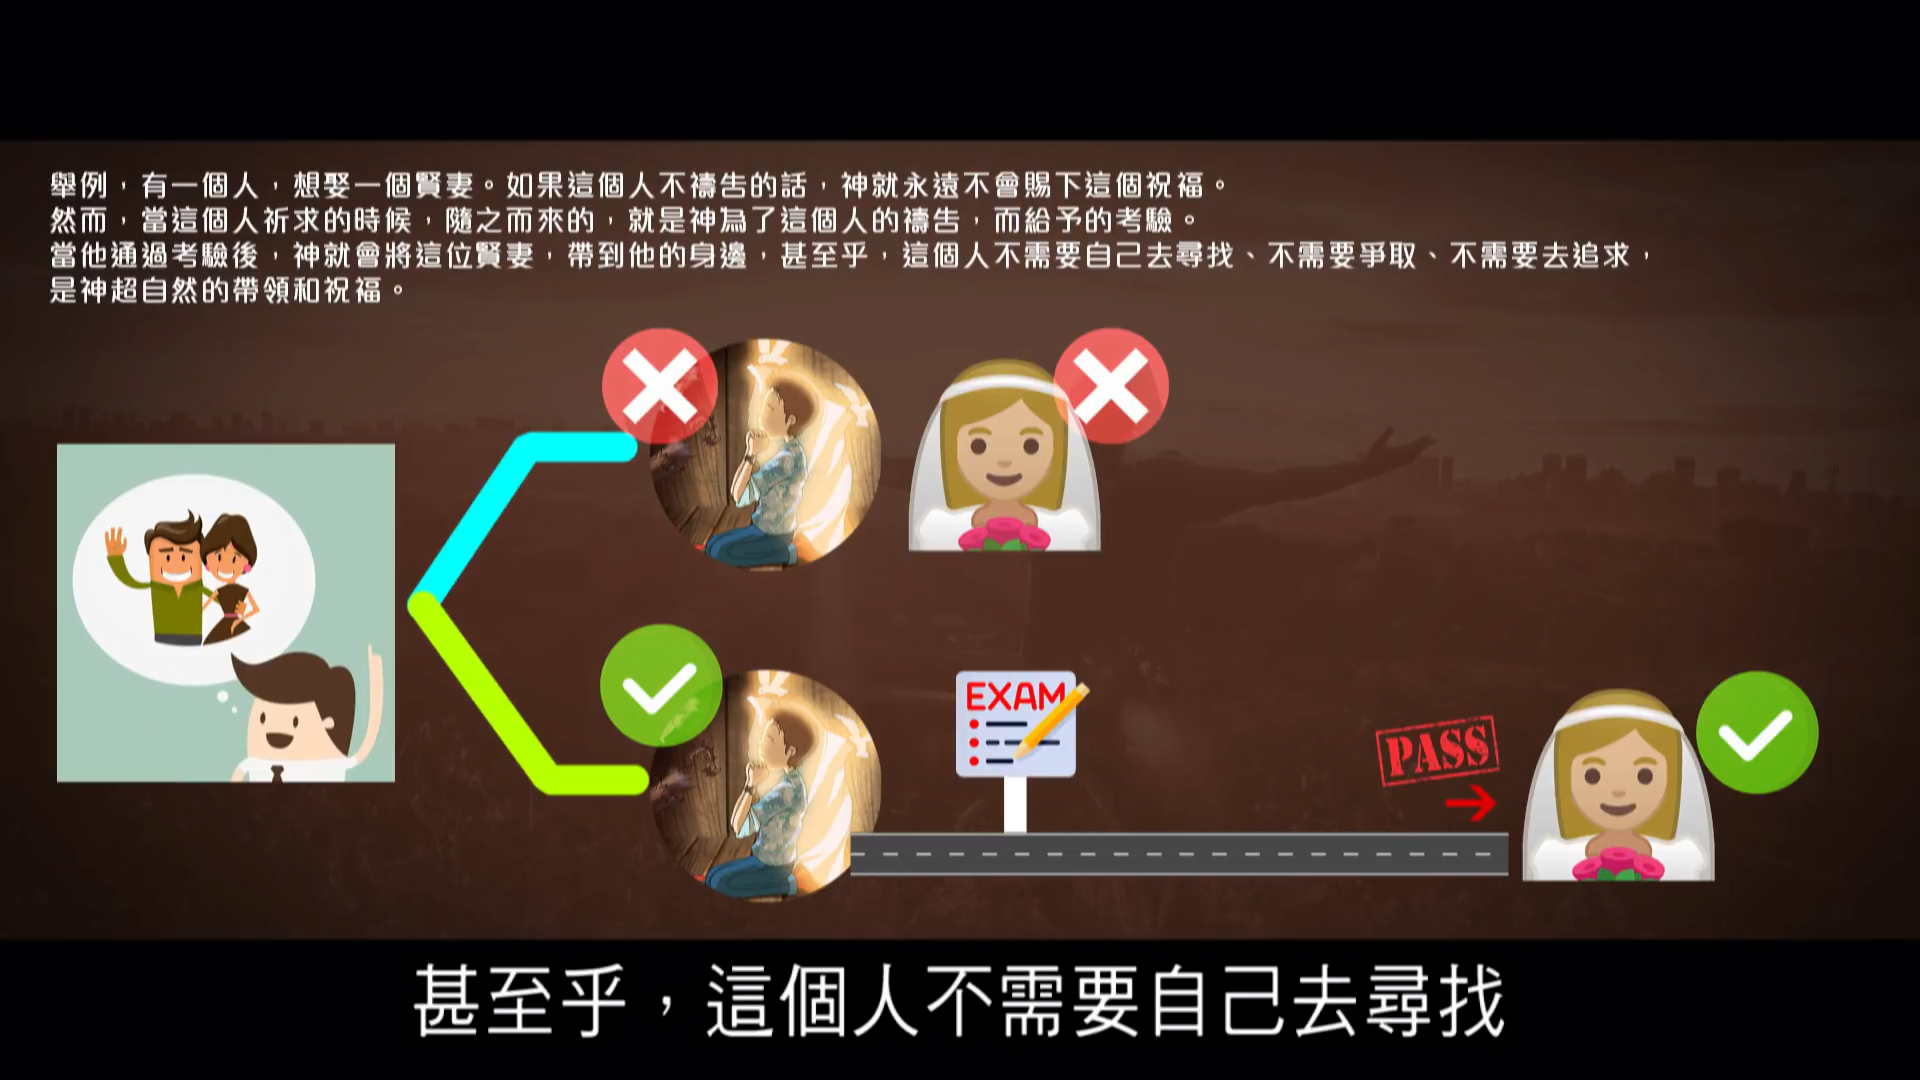 舉例，有一個人，想娶一個賢妻。如果這個人不禱告的話，神就永遠不會賜下這個祝福。
然而，當這個人祈求的時候，隨之而來的，就是神為了這個人的禱告，而給予的考驗。
當他通過考驗後，神就會將這位賢妻，帶到他的身邊，甚至乎，這個人不需要自己去尋找、不需要爭取、不需要去追求，
是神超自然的帶領和祝福。
EXAM
PASS
甚至乎，這個人不需要自己去尋找